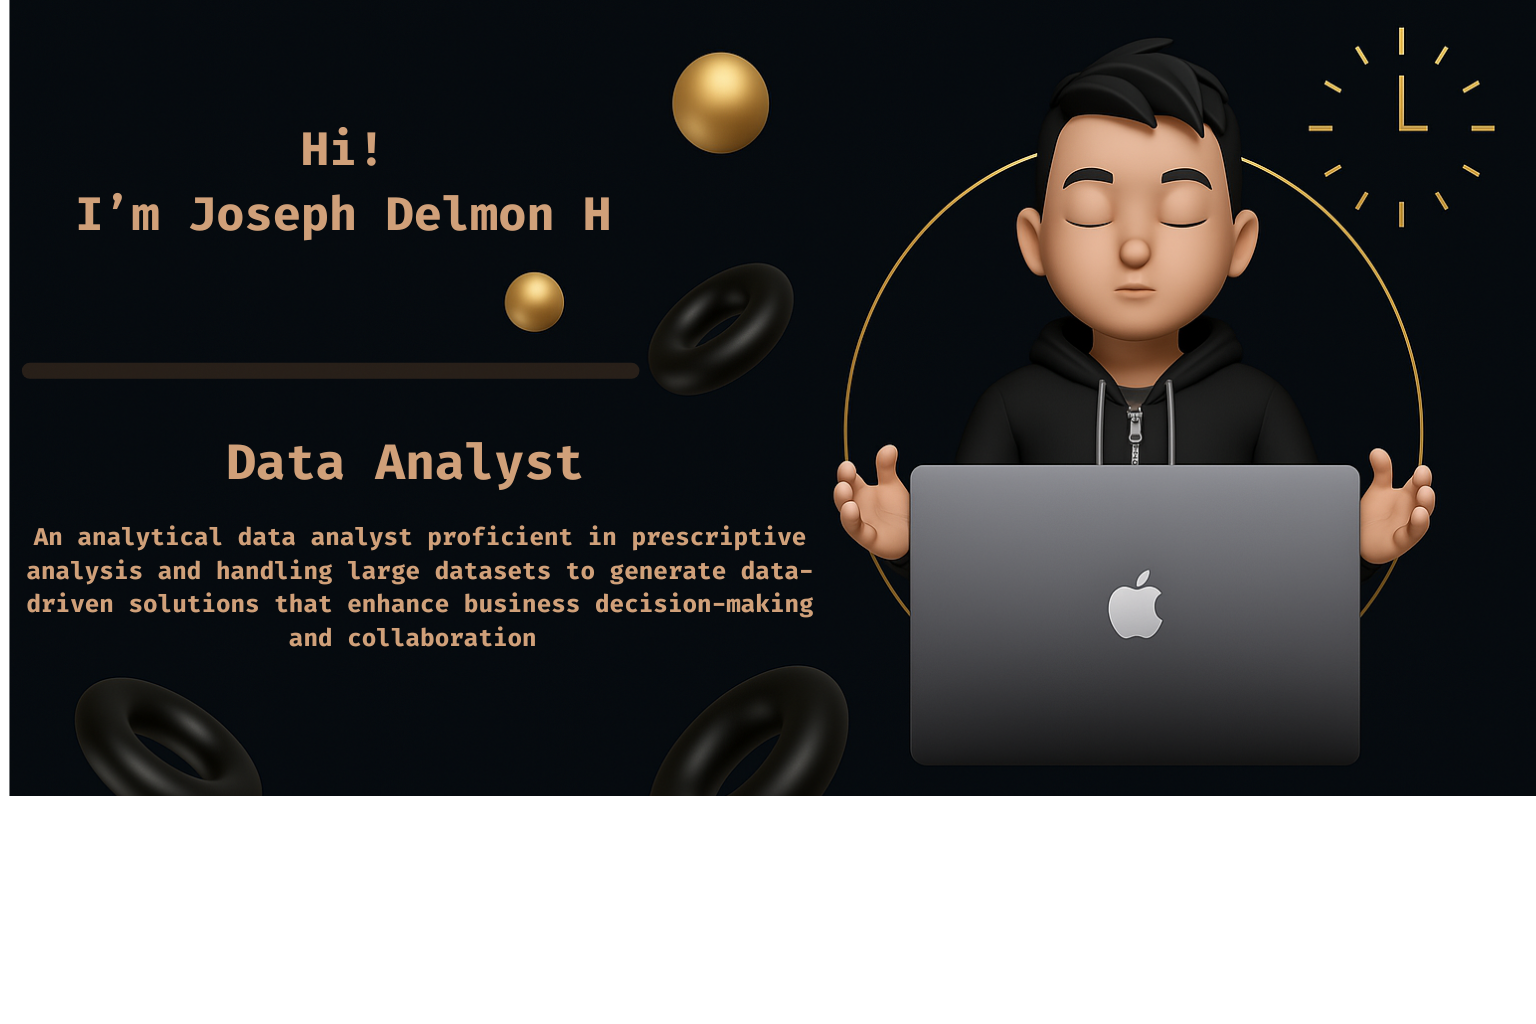 Hi!
I’m Joseph Delmon H
Data Analyst
An analytical data analyst proficient in prescriptive
analysis and handling large datasets to generate data-
driven solutions that enhance business decision-making
and collaboration